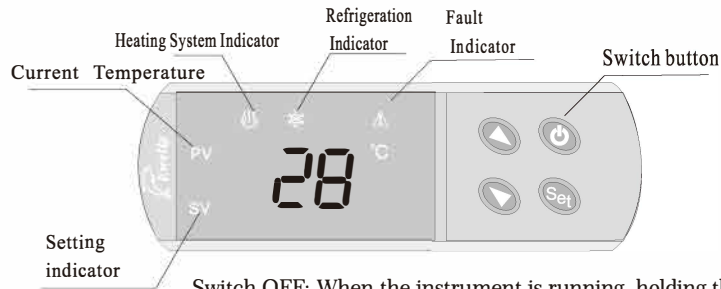 Refrigeration Fault
Heating System Indicator Indicator Indicator
Switch button
Current Temperature
PV
°C
28
SV
Set
Setting
indicator
Switch OFF: When the instrument is running, holding th